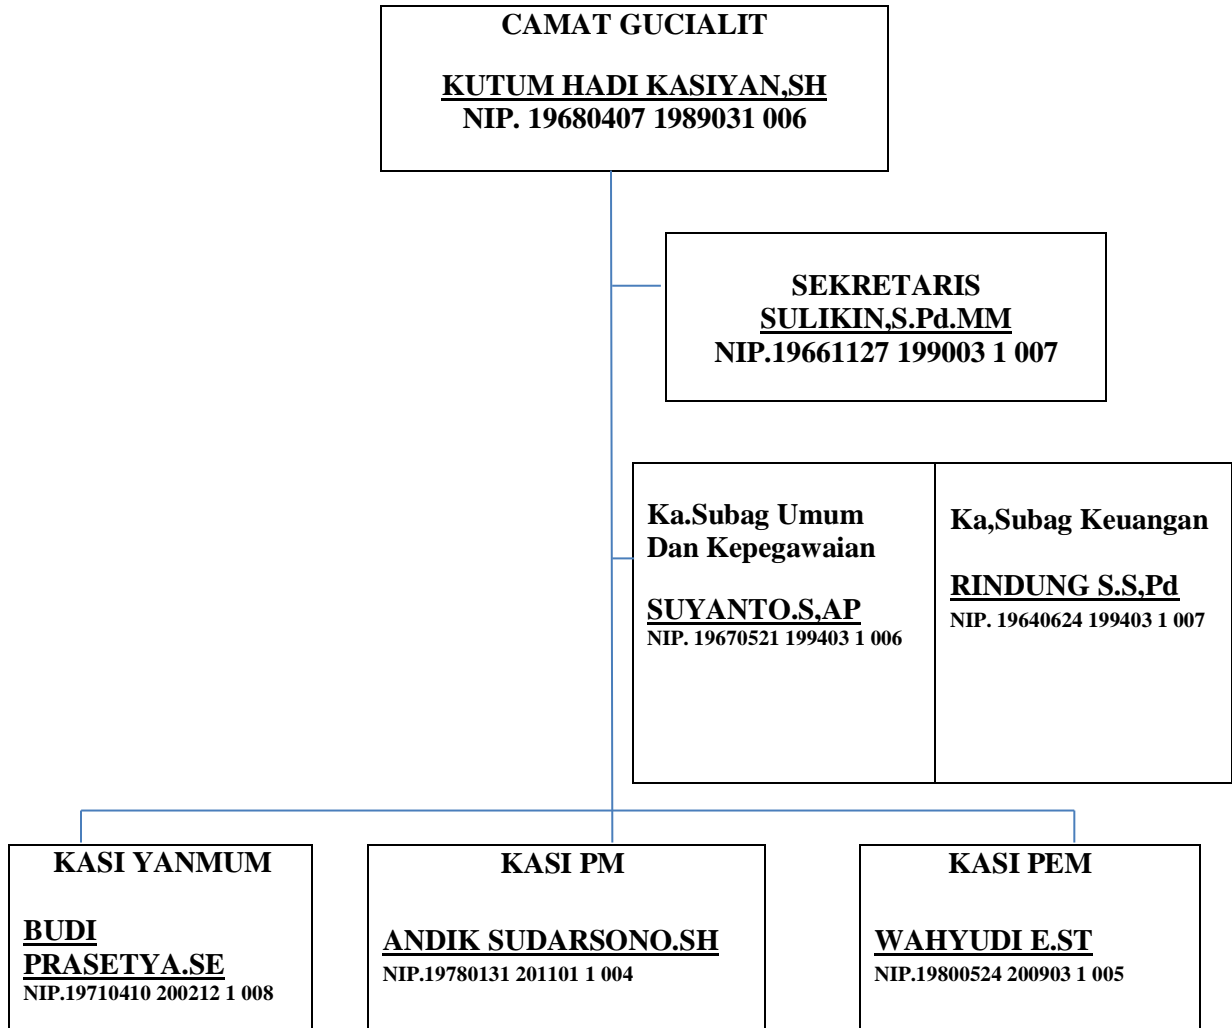 CAMAT GUCIALIT
KUTUM HADI KASIYAN,SH
NIP. 19680407 1989031 006
SEKRETARIS
SULIKIN,S.Pd.MM
NIP.19661127 199003 1 007
Ka.Subag Umum
Dan Kepegawaian
SUYANTO.S,AP
NIP. 19670521 199403 1 006
Ka,Subag Keuangan
RINDUNG S.S,Pd
NIP. 19640624 199403 1 007
KASI YANMUM
BUDI
PRASETYA.SE
NIP.19710410 200212 1 008
KASI PM
ANDIK SUDARSONO.SH
NIP.19780131 201101 1 004
KASI PEM
WAHYUDI E.ST
NIP.19800524 200903 1 005